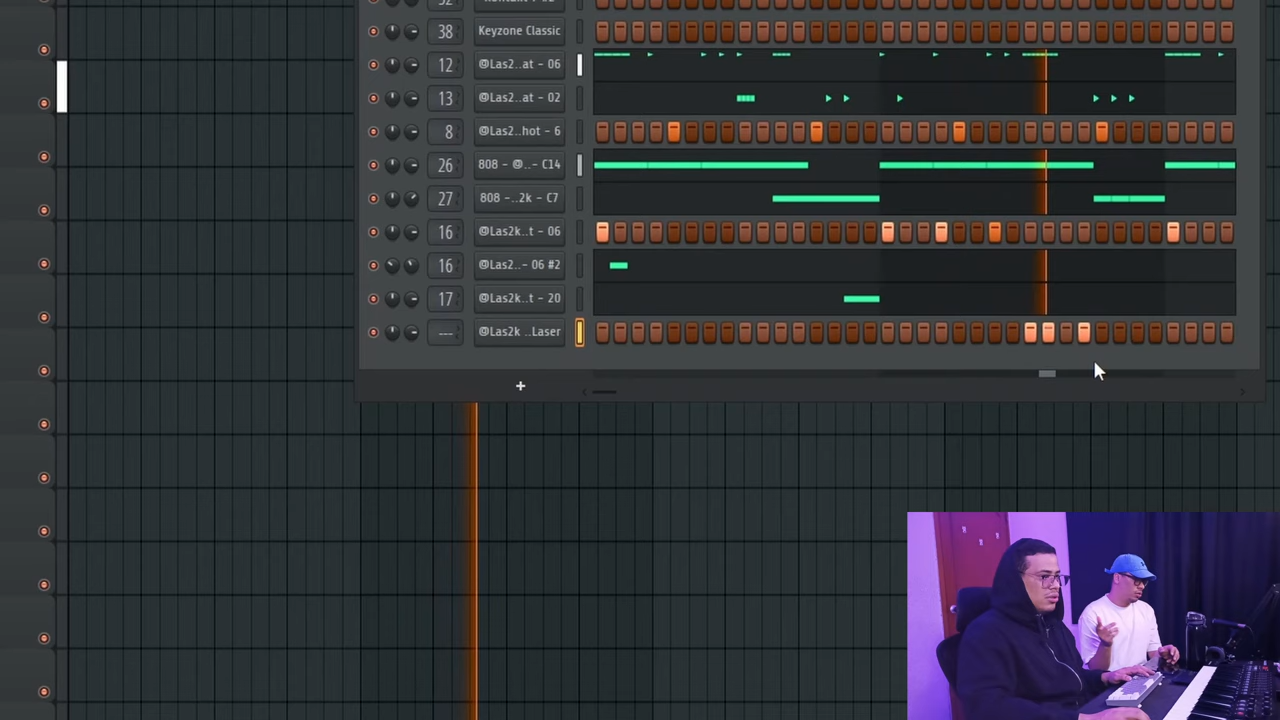 38 Keyzone Classic
12 @Las2..at - 06
13 @Las2..at - 02
8 @Las2..hot - 6
26 808 - @..- C14
27 808 -..2k - C7
16 @Las2k..t - 06
16 @Las2..- 06 #2
17 @Las2k..t - 20
--- @Las2k ..Laser
+